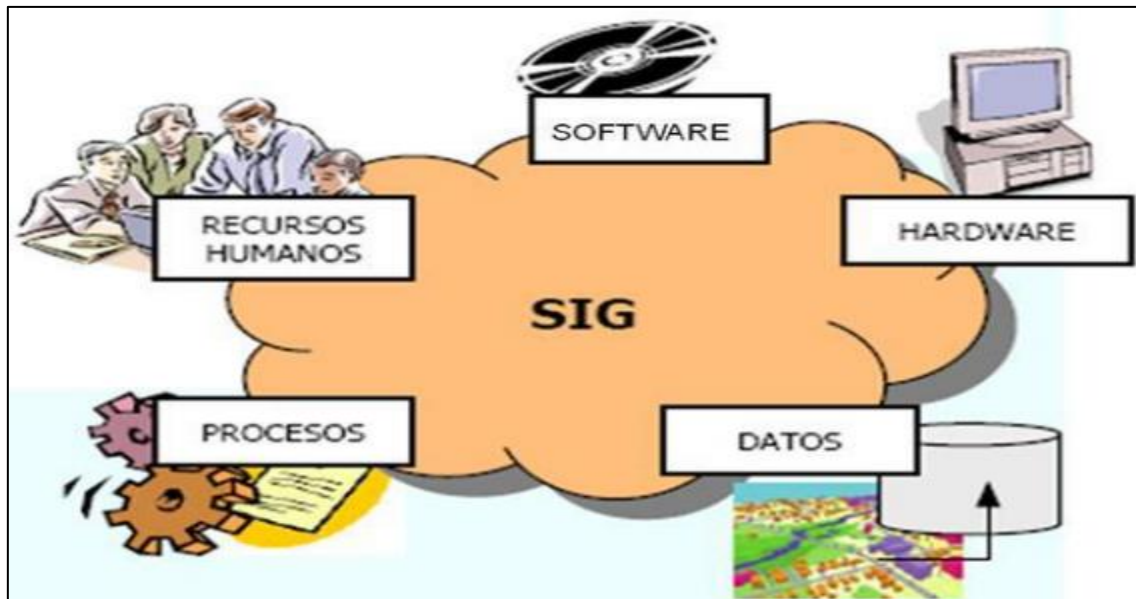 SOFTWARE
RECURSOS
HUMANOS
HARDWARE
SIG
PROCESOS
DATOS